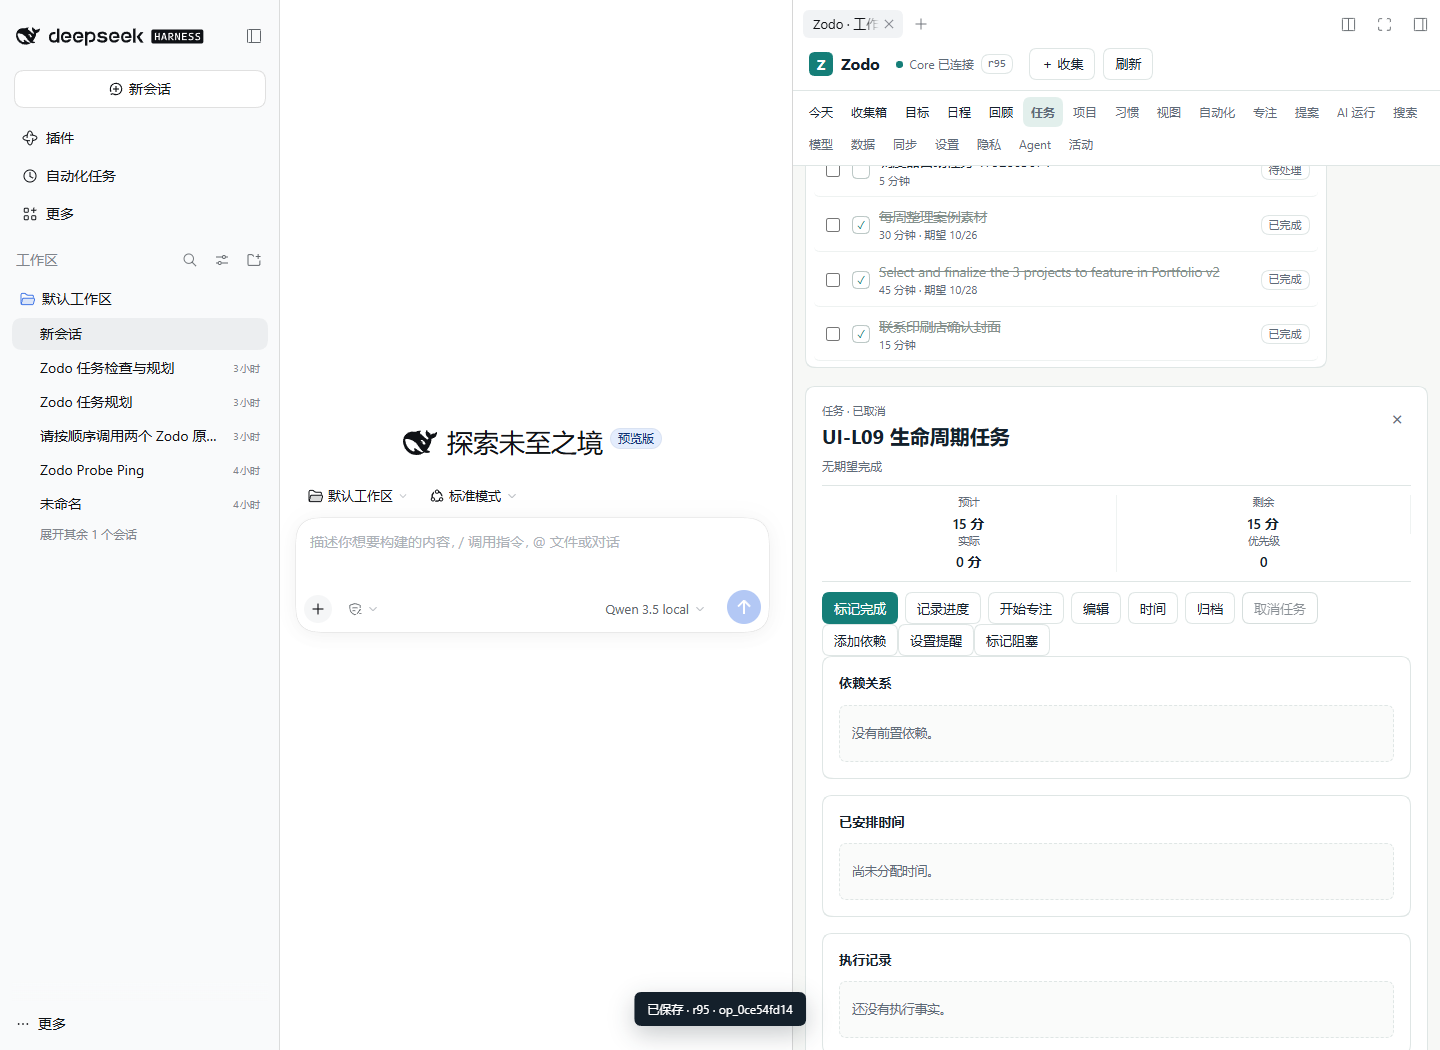 deepseek HARNESS
新会话
插件
自动化任务
更多
工作区
默认工作区
新会话
Zodo 任务检查与规划 3小时
Zodo 任务规划 3小时
请按顺序调用两个 Zodo 原... 3小时
Zodo Probe Ping 4小时
未命名 4小时
展开其余 1 个会话
··· 更多
探索未至之境 预览版
默认工作区 标准模式
描述你想要构建的内容, / 调用指令, @ 文件或对话
Qwen 3.5 local
Zodo · 工作
Z Zodo Core 已连接 r95 + 收集 刷新
今天 收集箱 目标 日程 回顾 任务 项目 习惯 视图 自动化 专注 提案 AI 运行 搜索
模型 数据 同步 设置 隐私 Agent 活动
待处理
5 分钟
每周整理案例素材 已完成
30 分钟 · 期望 10/26
Select and finalize the 3 projects to feature in Portfolio v2 已完成
45 分钟 · 期望 10/28
联系印刷店确认封面 已完成
15 分钟
任务 · 已取消
UI-L09 生命周期任务
无期望完成
预计 剩余
15 分 15 分
实际 优先级
0 分 0
标记完成 记录进度 开始专注 编辑 时间 归档 取消任务
添加依赖 设置提醒 标记阻塞
依赖关系
没有前置依赖。
已安排时间
尚未分配时间。
执行记录
还没有执行事实。
已保存 · r95 · op_0ce54fd14